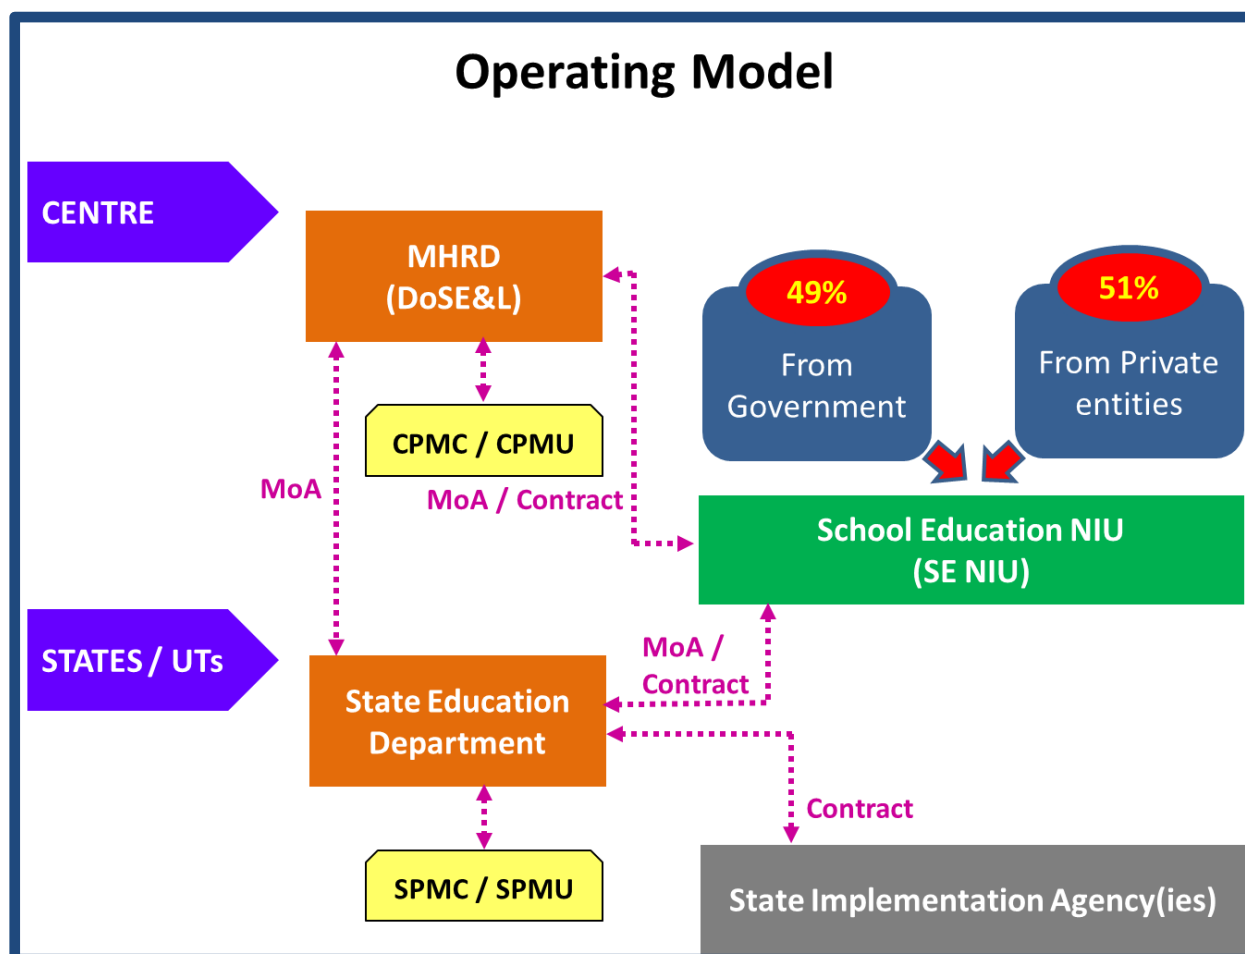 Operating Model
CENTRE
MHRD
(DoSE&L)
49%
51%
From
Government
From Private
entities
CPMC / CPMU
MoA
MoA / Contract
School Education NIU
(SE NIU)
STATES / UTs
MoA /
Contract
State Education
Department
Contract
SPMC / SPMU
State Implementation Agency(ies)